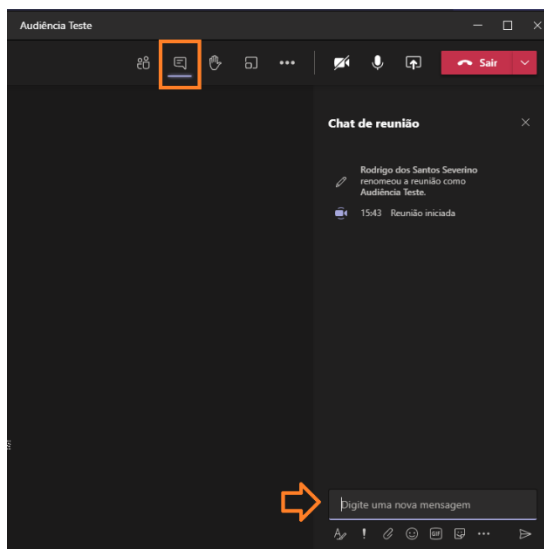 Audiência Teste
Sair
Chat de reunião
Rodrigo dos Santos Severino
renomeou a reunião como
Audiência Teste.
15:43 Reunião iniciada
Digite uma nova mensagem
GIF